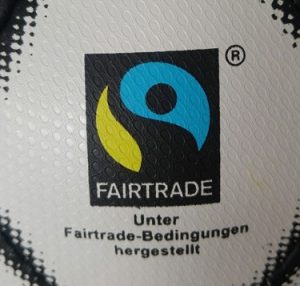 ®
FAIRTRADE
Unter
Fairtrade-Bedingungen
hergestellt